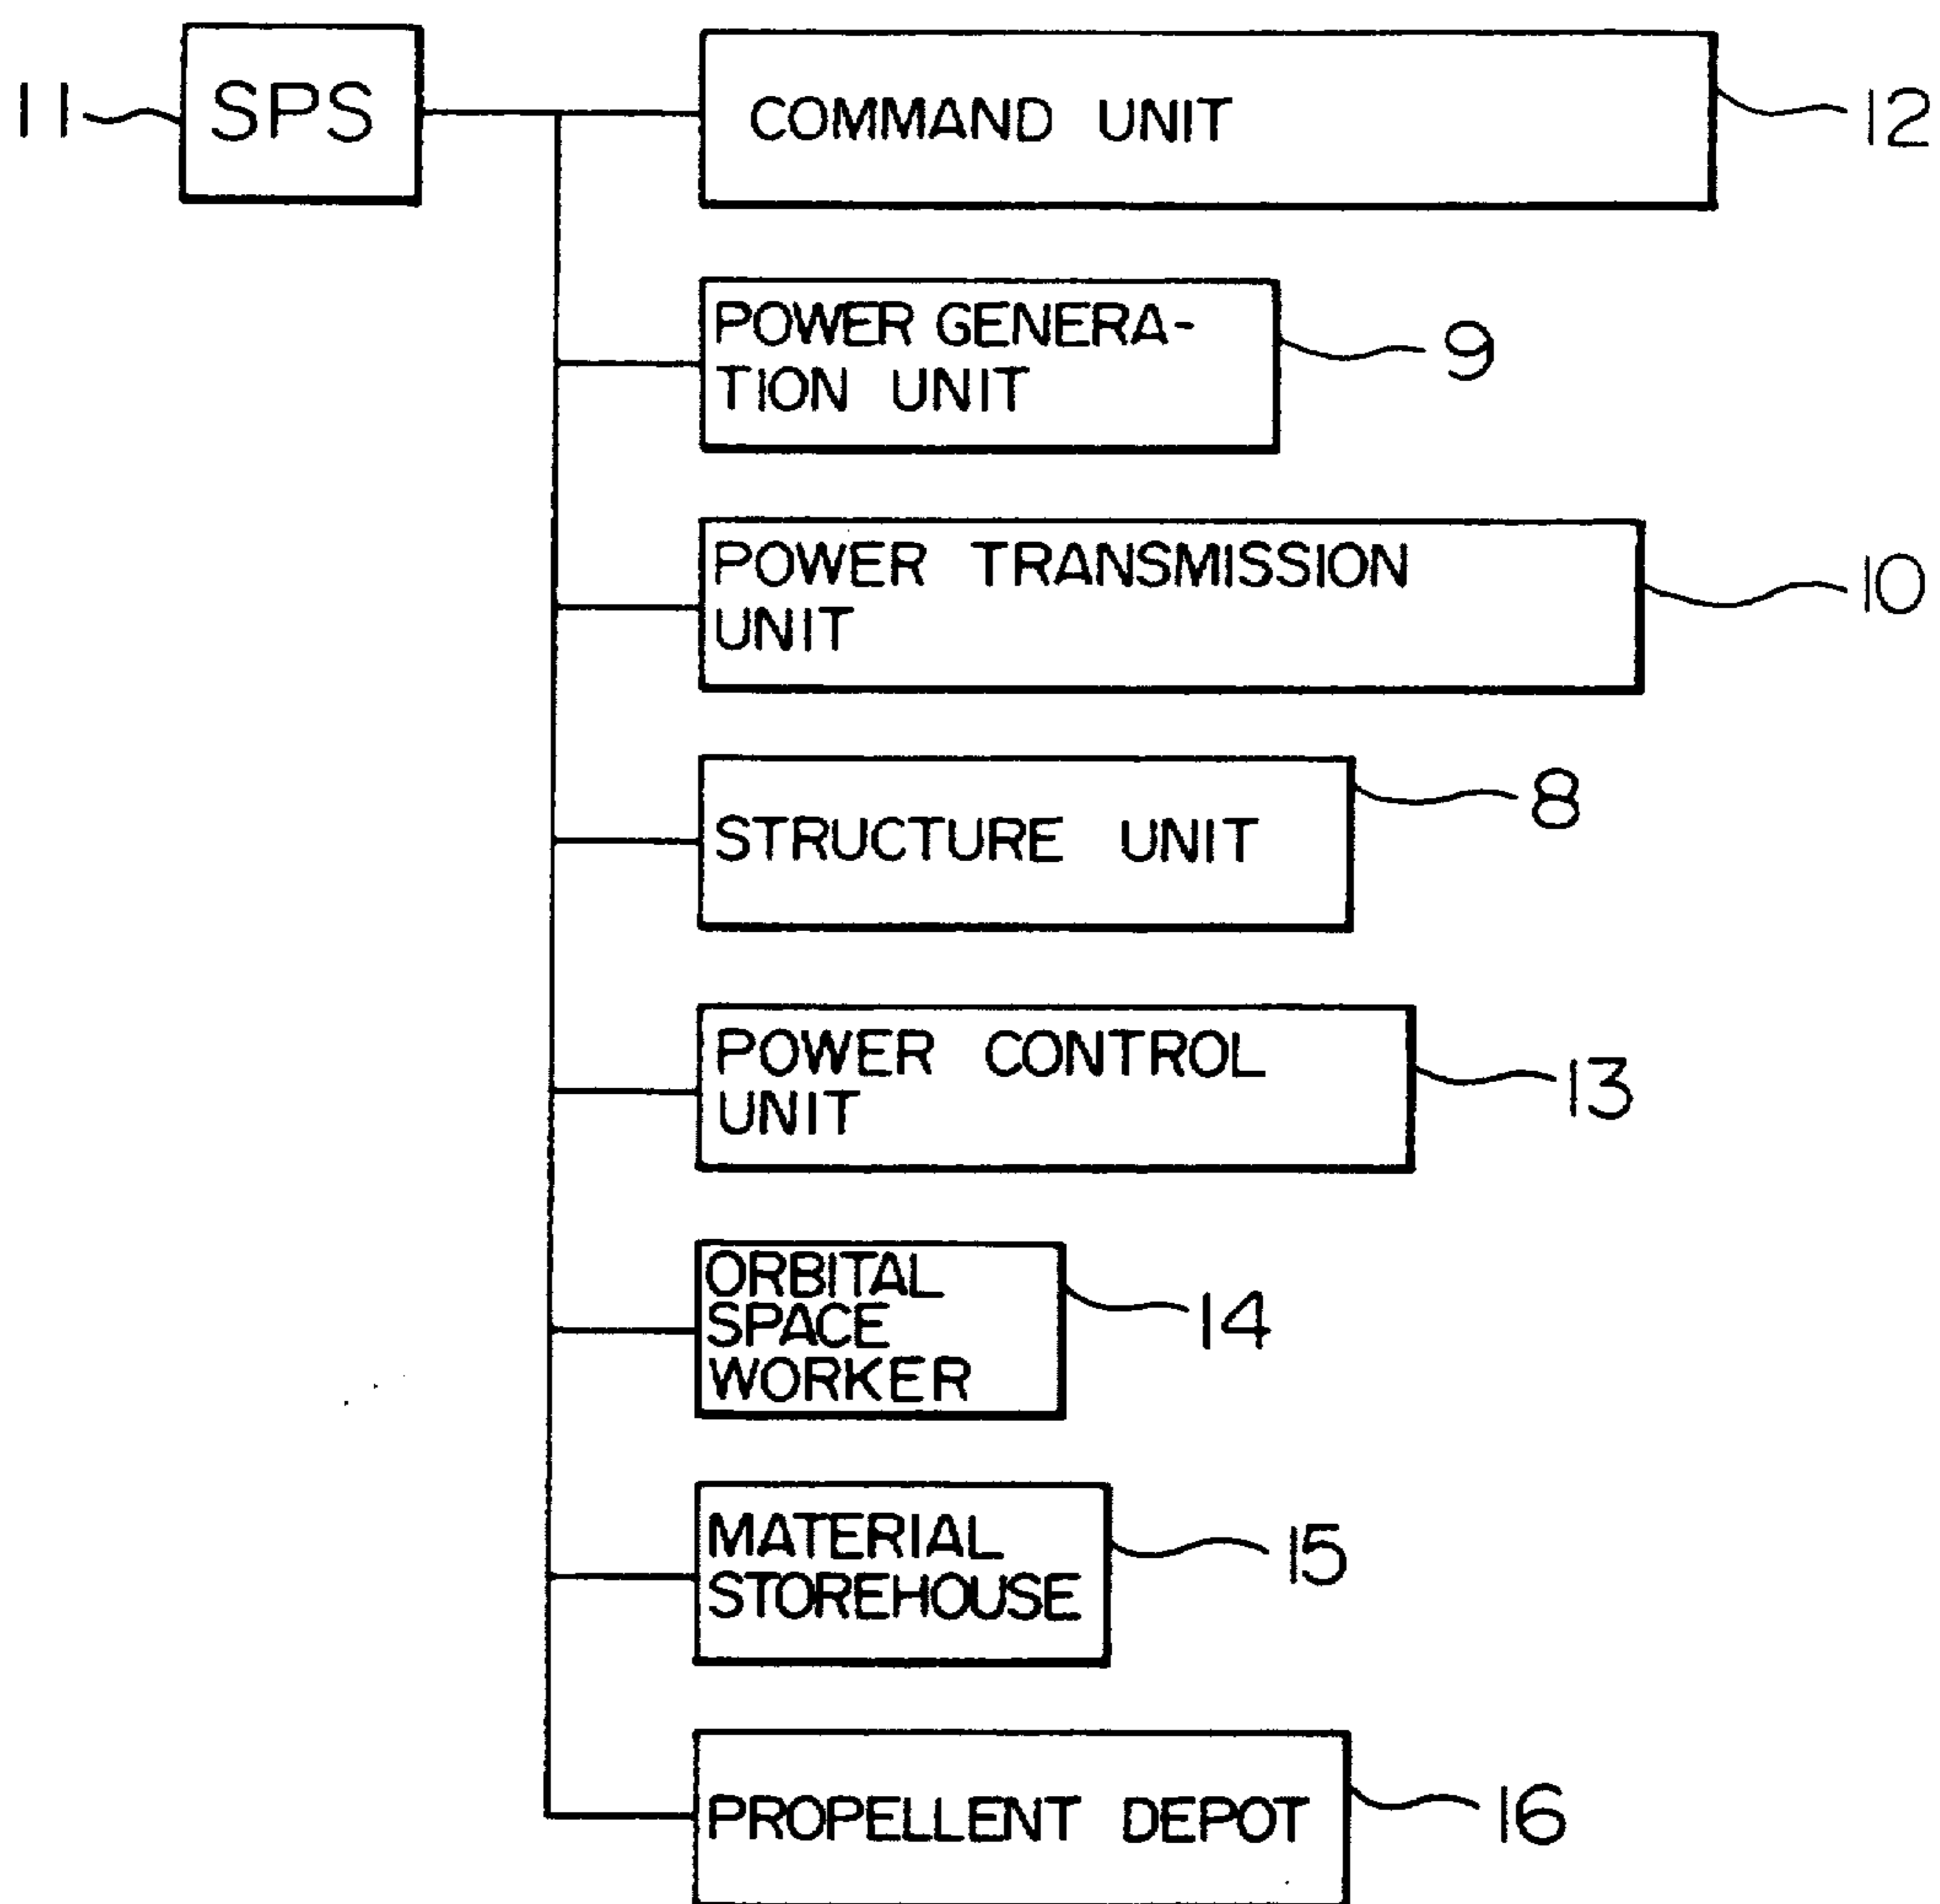 11
SPS
COMMAND UNIT
12
POWER GENERA-
TION UNIT
9
POWER TRANSMISSION
UNIT
10
STRUCTURE UNIT
8
POWER CONTROL
UNIT
13
ORBITAL
SPACE
WORKER
14
MATERIAL
STOREHOUSE
15
PROPELLENT DEPOT
16